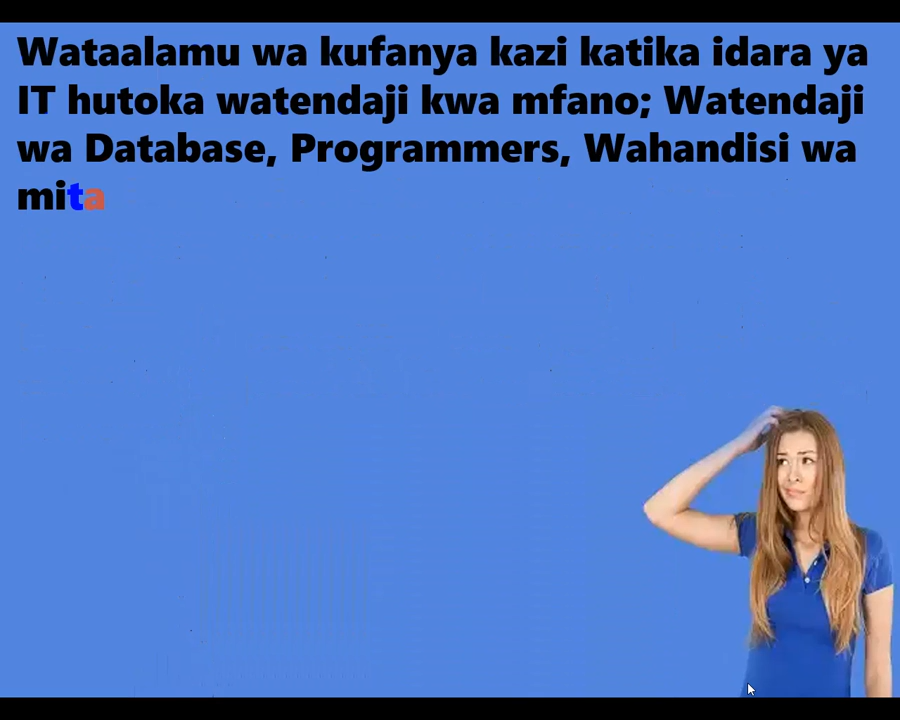 Wataalamu wa kufanya kazi katika idara ya
IT hutoka watendaji kwa mfano; Watendaji
wa Database, Programmers, Wahandisi wa
mita